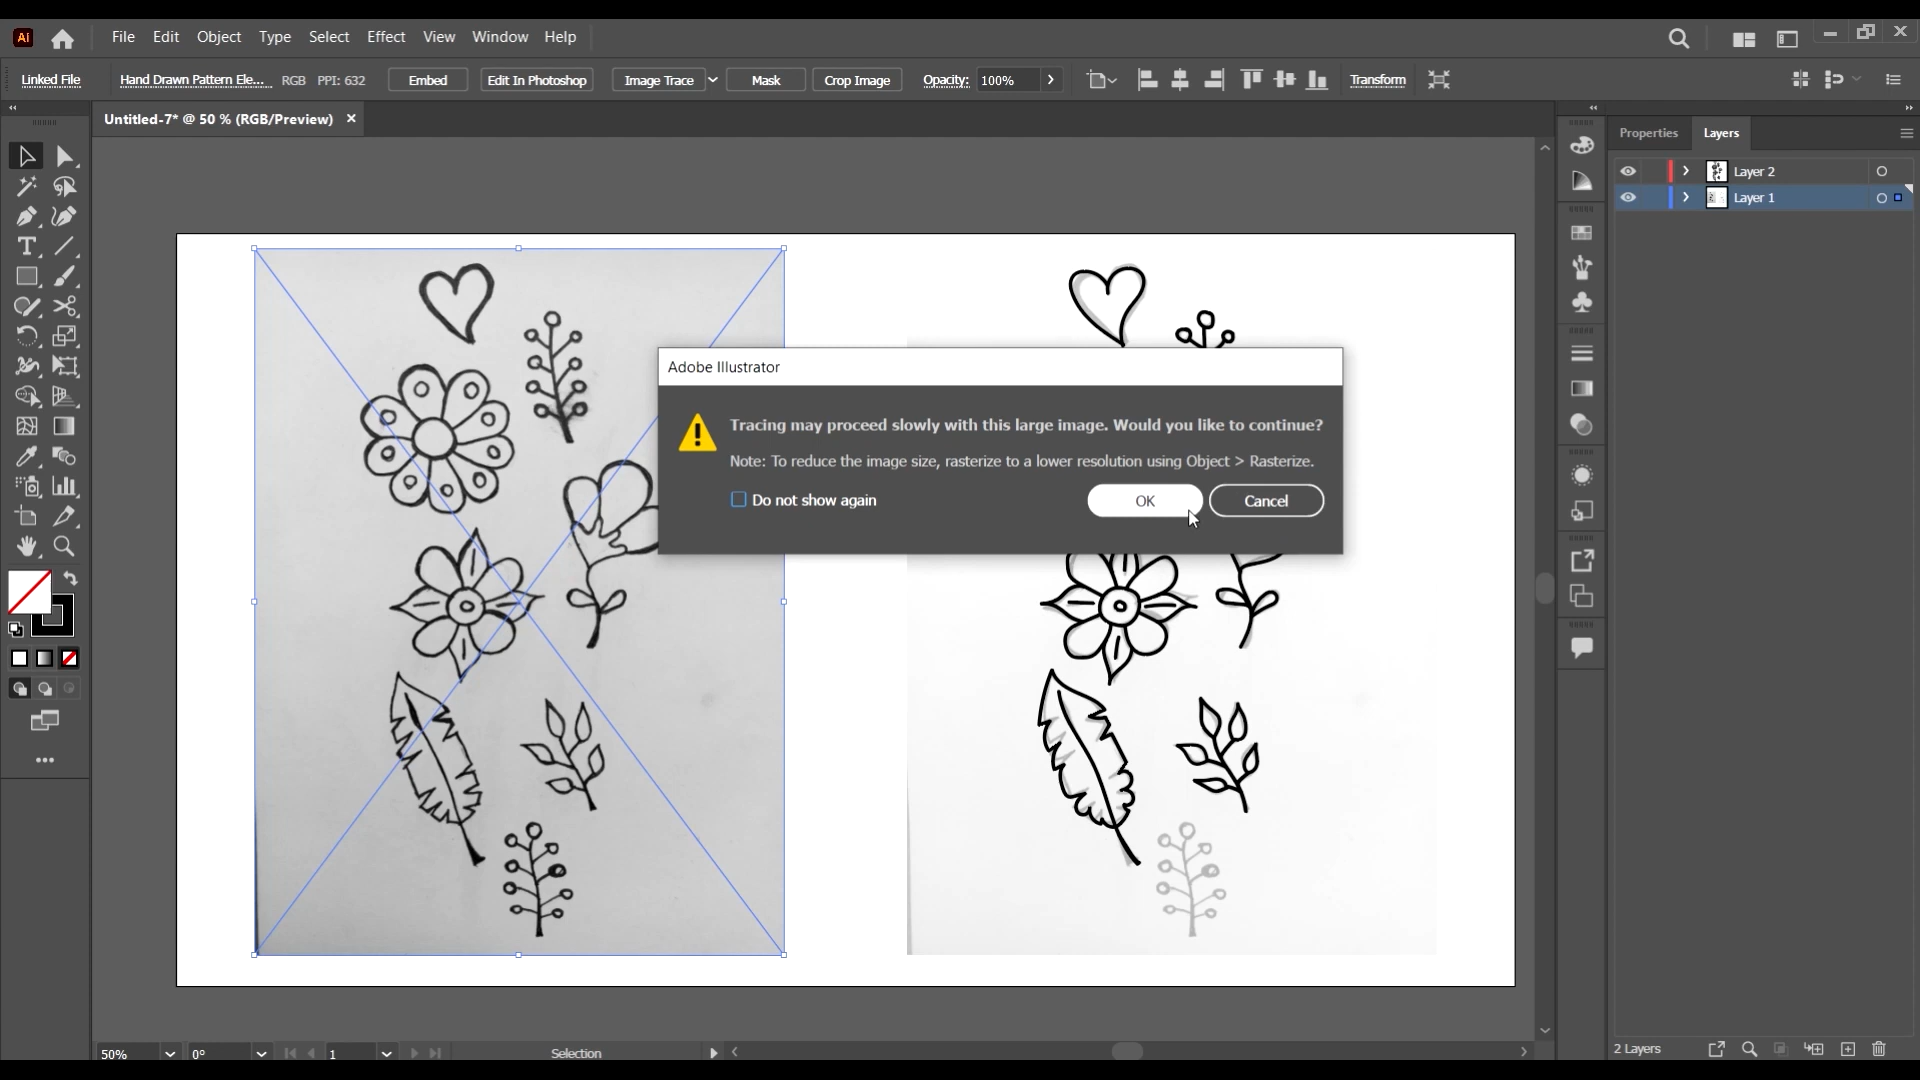 Ai
File Edit Object Type Select Effect View Window Help
Linked File Hand Drawn Pattern Ele... RGB PPI: 632 Embed Edit In Photoshop Image Trace Mask Crop Image Opacity: 100% Transform
Untitled-7* @ 50 % (RGB/Preview)
Properties Layers
Layer 2
Layer 1
Adobe Illustrator
Tracing may proceed slowly with this large image. Would you like to continue?
Note: To reduce the image size, rasterize to a lower resolution using Object > Rasterize.
Do not show again OK Cancel
50% 0° 1 Selection
2 Layers